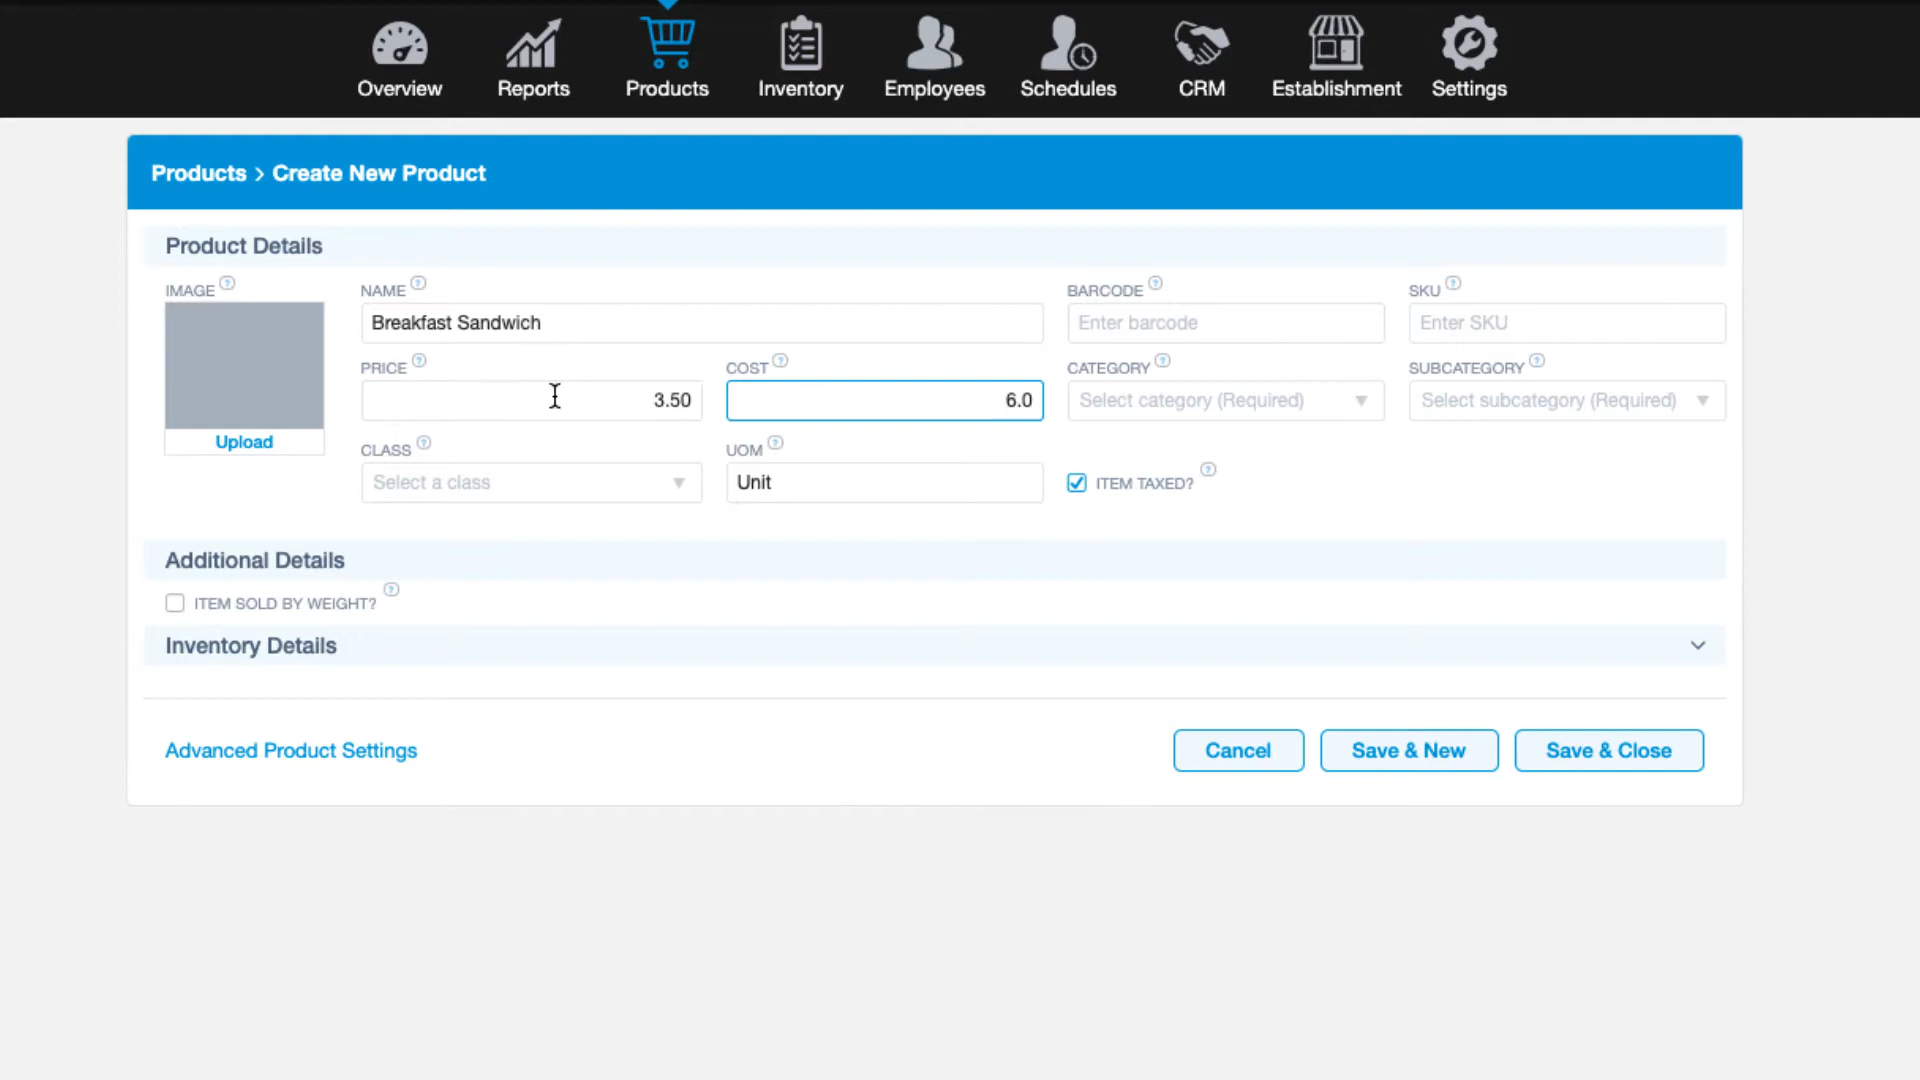 Overview Reports Products Inventory Employees Schedules CRM Establishment Settings
Products > Create New Product
Product Details
IMAGE ? NAME ? BARCODE ? SKU ?
Breakfast Sandwich Enter barcode Enter SKU
PRICE ? COST ? CATEGORY ? SUBCATEGORY ?
3.50 6.0 Select category (Required) Select subcategory (Required)
Upload
CLASS ? UOM ?
Select a class Unit ITEM TAXED? ?
Additional Details
ITEM SOLD BY WEIGHT? ?
Inventory Details
Advanced Product Settings Cancel Save & New Save & Close